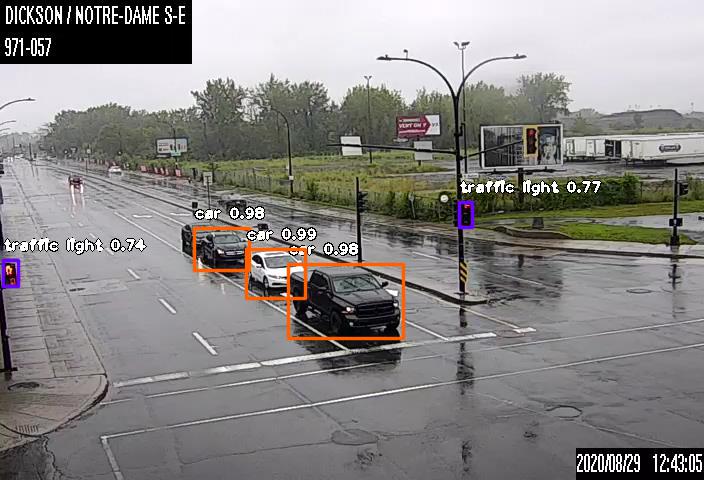 DICKSON / NOTRE-DAME S-E
971-057
traffic light 0.77
car 0.98
car 0.99
car 0.98
traffic light 0.74
2020/08/29 12:43:05